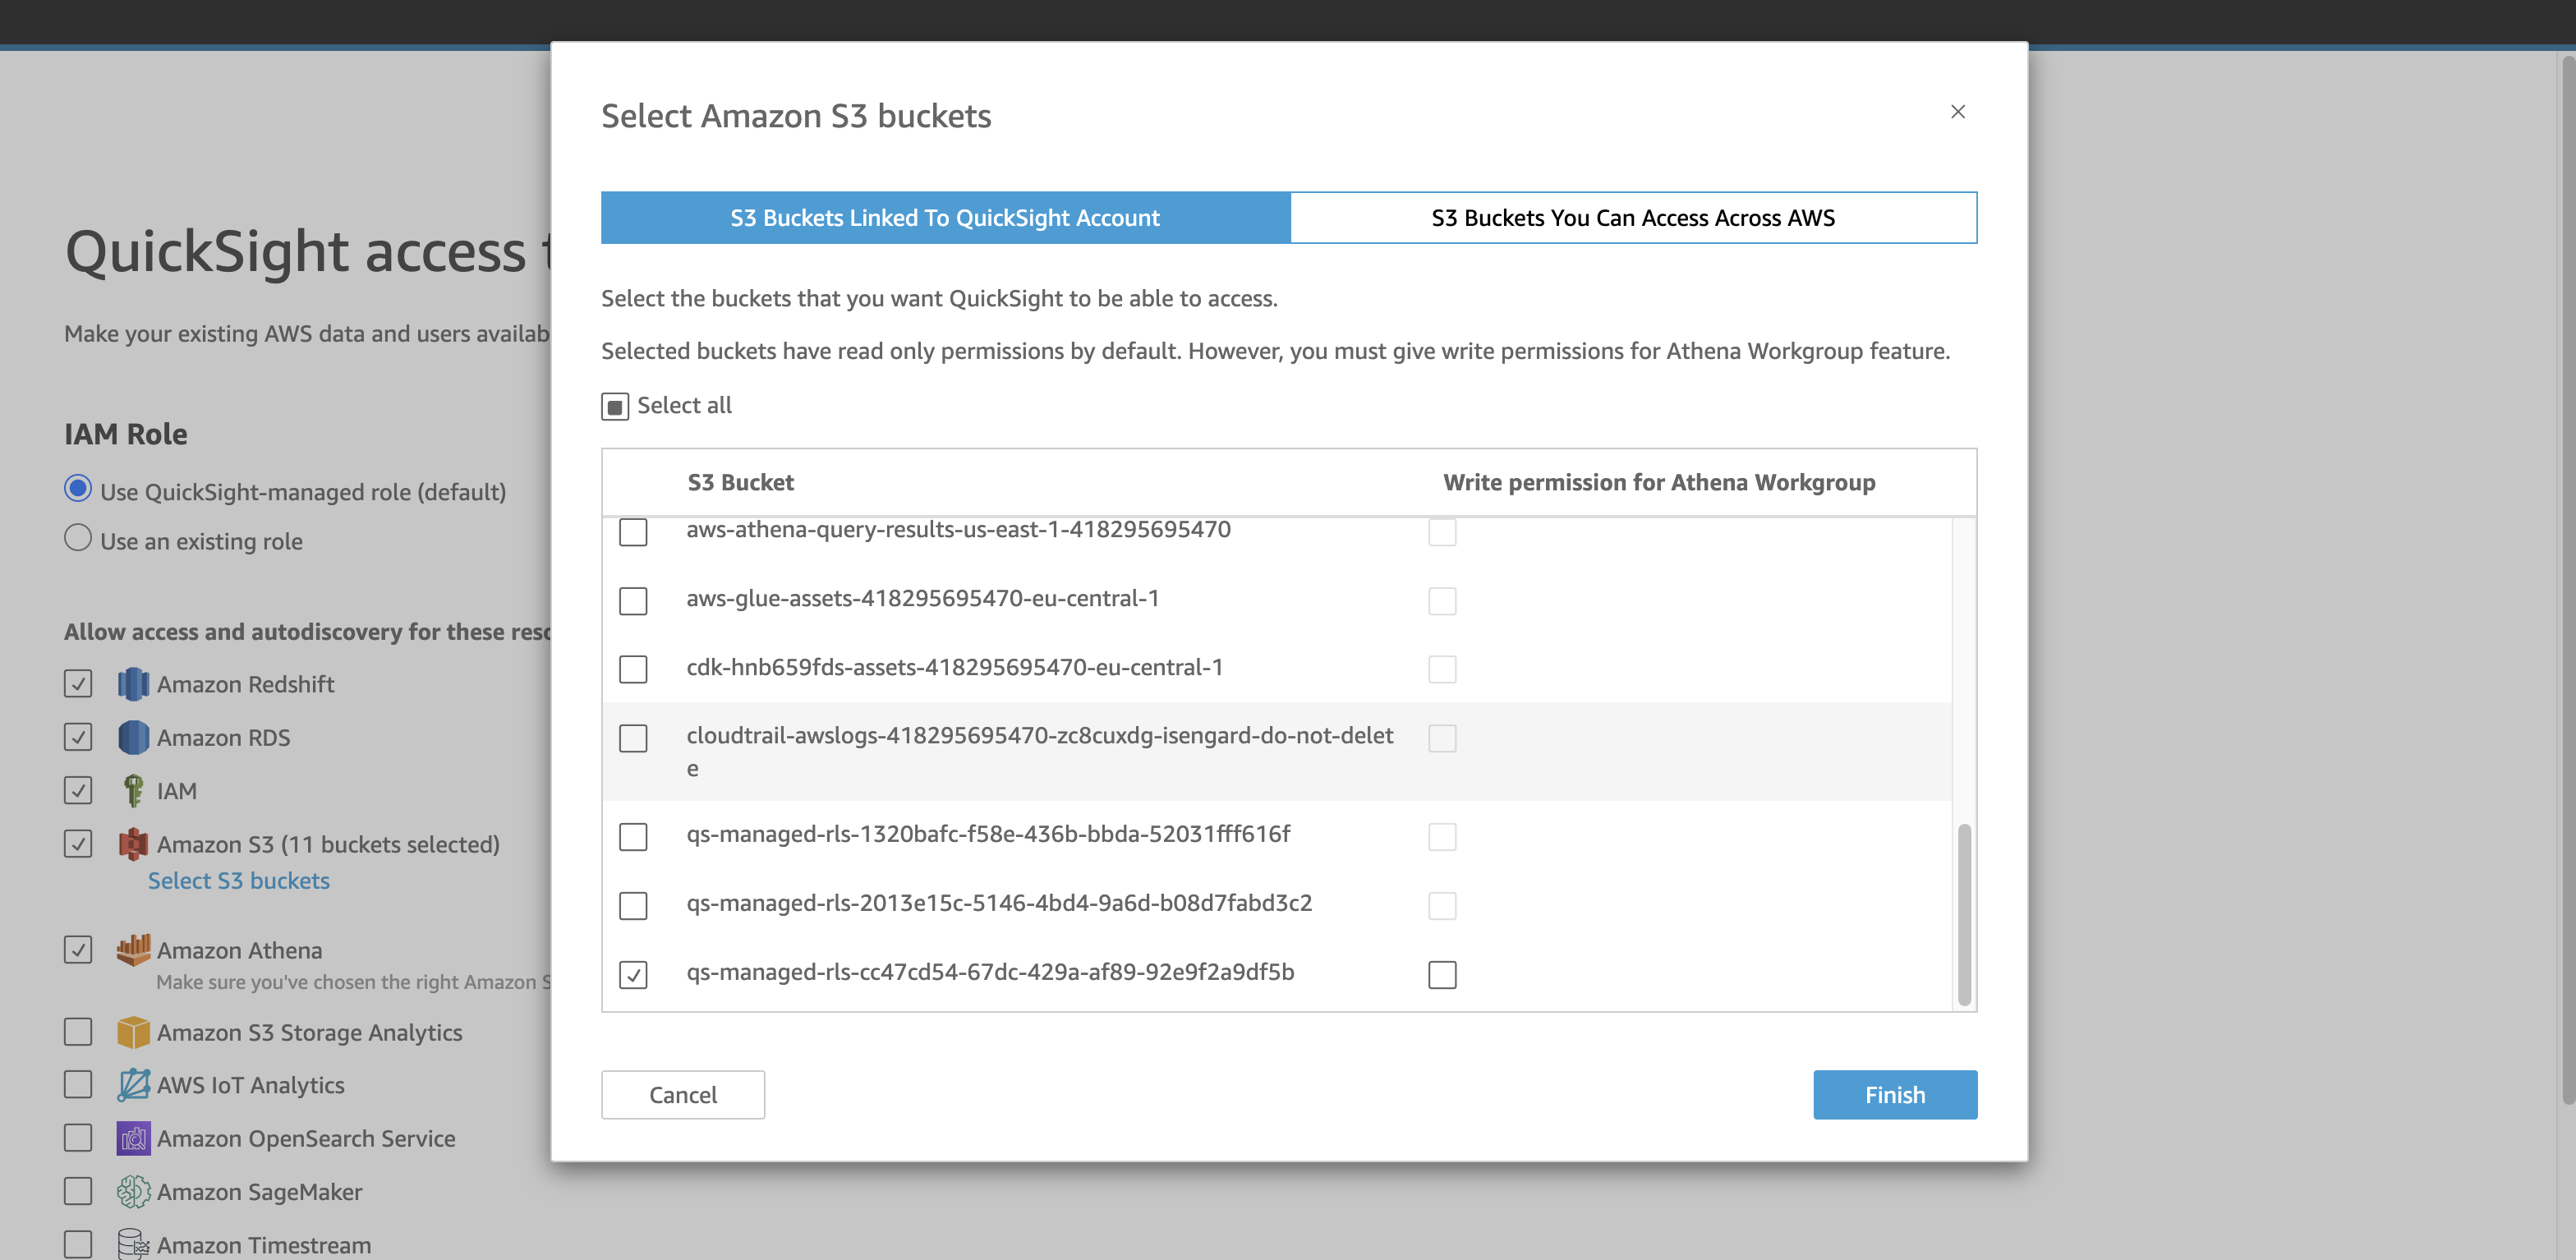 QuickSight access
Make your existing AWS data and users availab
IAM Role
Use QuickSight-managed role (default)
Use an existing role
Allow access and autodiscovery for these reso
Amazon Redshift
Amazon RDS
IAM
Amazon S3 (11 buckets selected)
Select S3 buckets
Amazon Athena
Make sure you've chosen the right Amazon S
Amazon S3 Storage Analytics
AWS IoT Analytics
Amazon OpenSearch Service
Amazon SageMaker
Amazon Timestream
Select Amazon S3 buckets
S3 Buckets Linked To QuickSight Account
S3 Buckets You Can Access Across AWS
Select the buckets that you want QuickSight to be able to access.
Selected buckets have read only permissions by default. However, you must give write permissions for Athena Workgroup feature.
Select all
S3 Bucket
Write permission for Athena Workgroup
aws-athena-query-results-us-east-1-418295695470
aws-glue-assets-418295695470-eu-central-1
cdk-hnb659fds-assets-418295695470-eu-central-1
cloudtrail-awslogs-418295695470-zc8cuxdg-isengard-do-not-delet
e
qs-managed-rls-1320bafc-f58e-436b-bbda-52031fff616f
qs-managed-rls-2013e15c-5146-4bd4-9a6d-b08d7fabd3c2
qs-managed-rls-cc47cd54-67dc-429a-af89-92e9f2a9df5b
Cancel
Finish